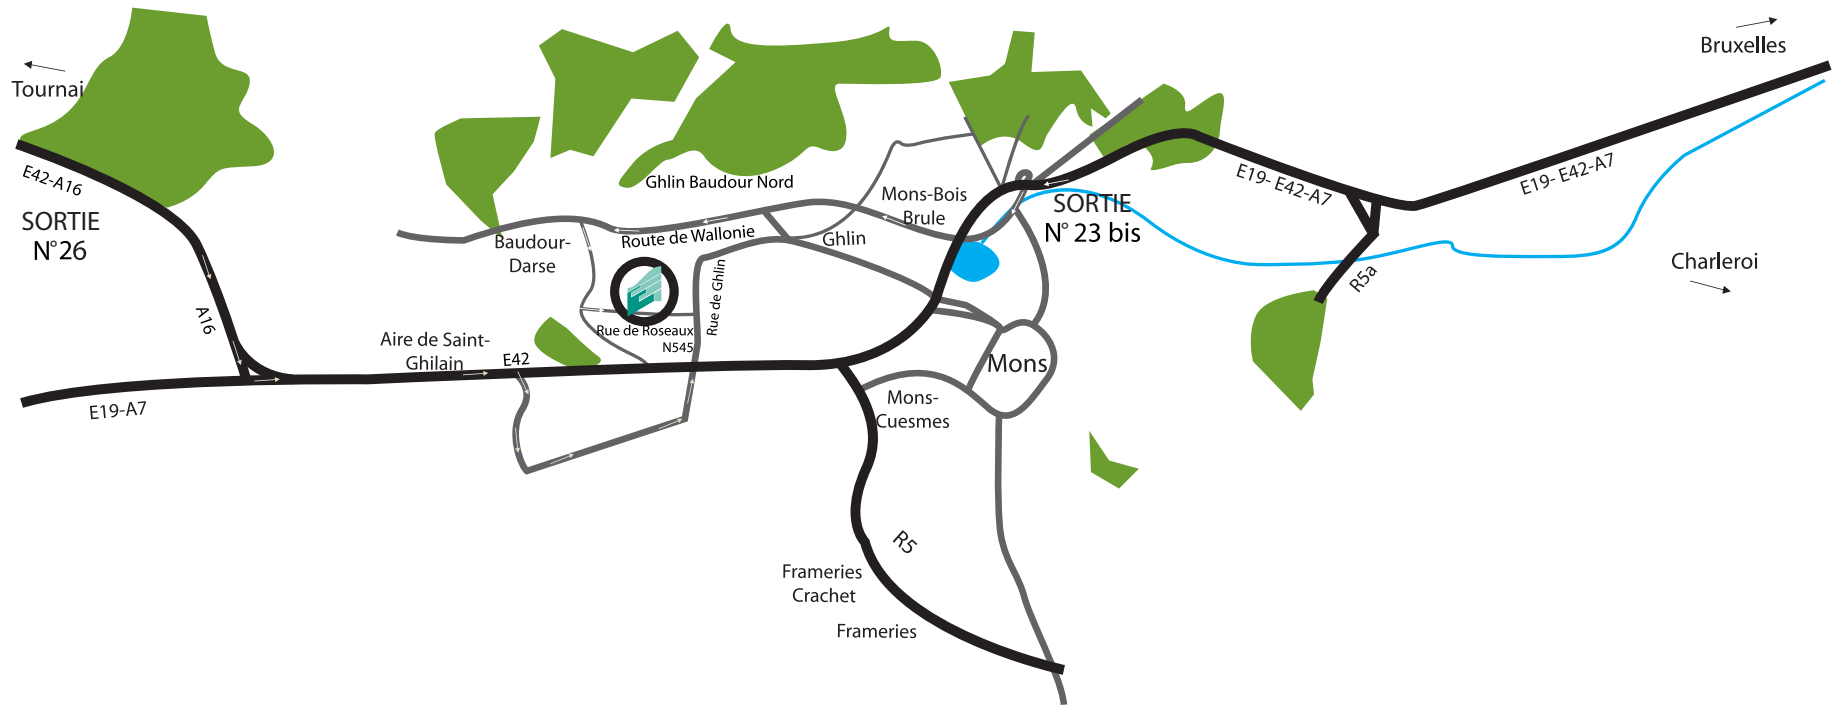 Bruxelles
Tournai
E42-A16
SORTIE
N° 26
A16
E19-A7
Aire de Saint-
Ghilain
E42
Baudour-
Darse
Ghlin Baudour Nord
Route de Wallonie
Rue de Roseaux
N545
Rue de Ghlin
Ghlin
Mons-Bois
Brule
SORTIE
N° 23 bis
E19- E42-A7
E19- E42-A7
R5a
Charleroi
Mons
Mons-
Cuesmes
R5
Frameries
Crachet
Frameries